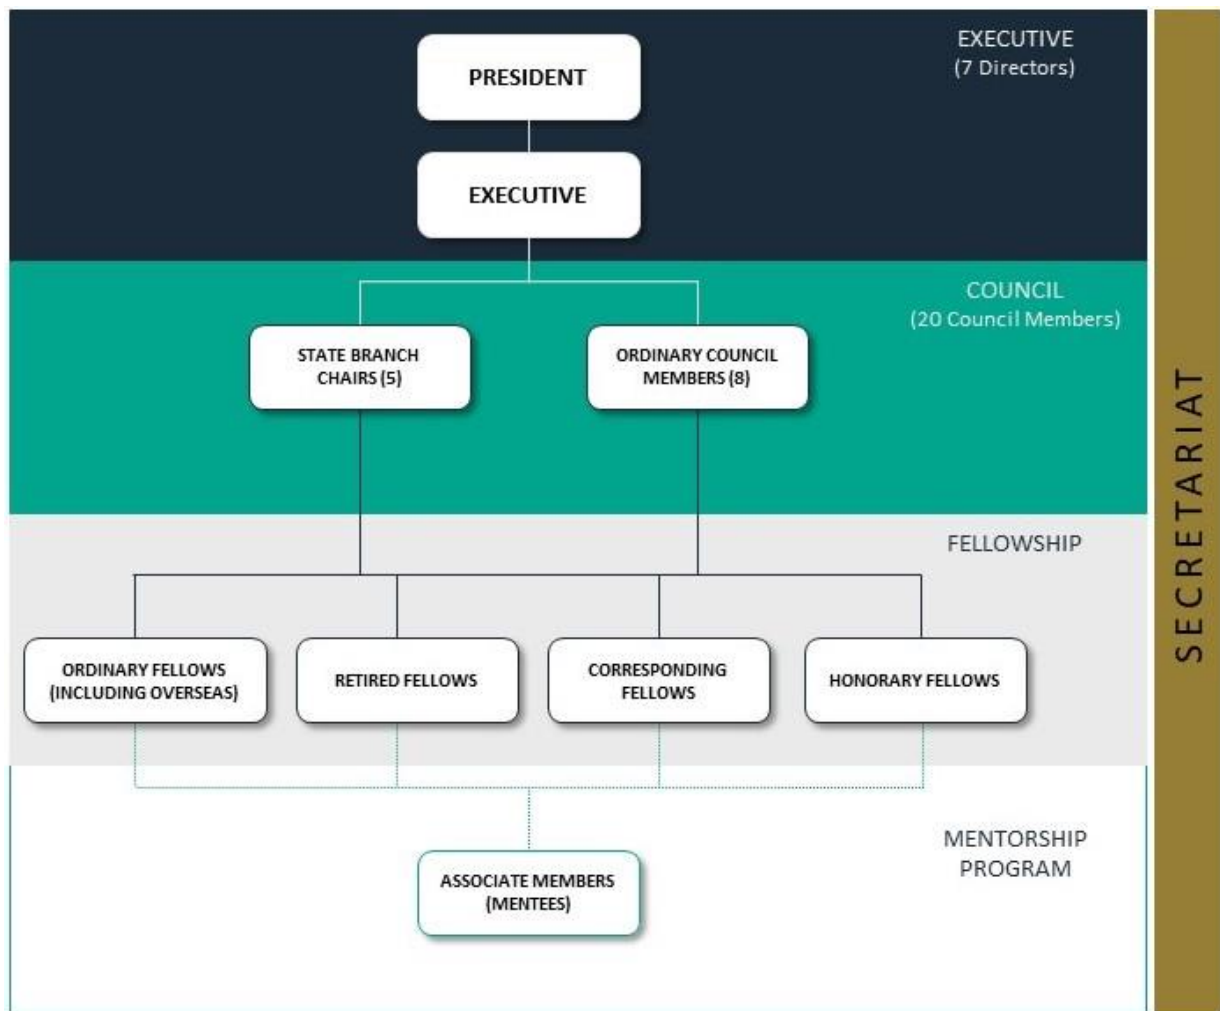 EXECUTIVE
(7 Directors)
PRESIDENT
EXECUTIVE
COUNCIL
(20 Council Members)
STATE BRANCH
CHAIRS (5)
ORDINARY COUNCIL
MEMBERS (8)
FELLOWSHIP
ORDINARY FELLOWS
(INCLUDING OVERSEAS)
RETIRED FELLOWS
CORRESPONDING
FELLOWS
HONORARY FELLOWS
MENTORSHIP
PROGRAM
ASSOCIATE MEMBERS
(MENTEES)
SECRETARIAT